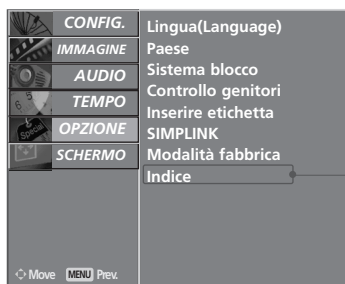 CONFIG.
IMMAGINE
AUDIO
TEMPO
OPZIONE
SCHERMO
Lingua(Language)
Paese
Sistema blocco
Controllo genitori
Inserire etichetta
SIMPLINK
Modalità fabbrica
Indice
Special
Move MENU Prev.